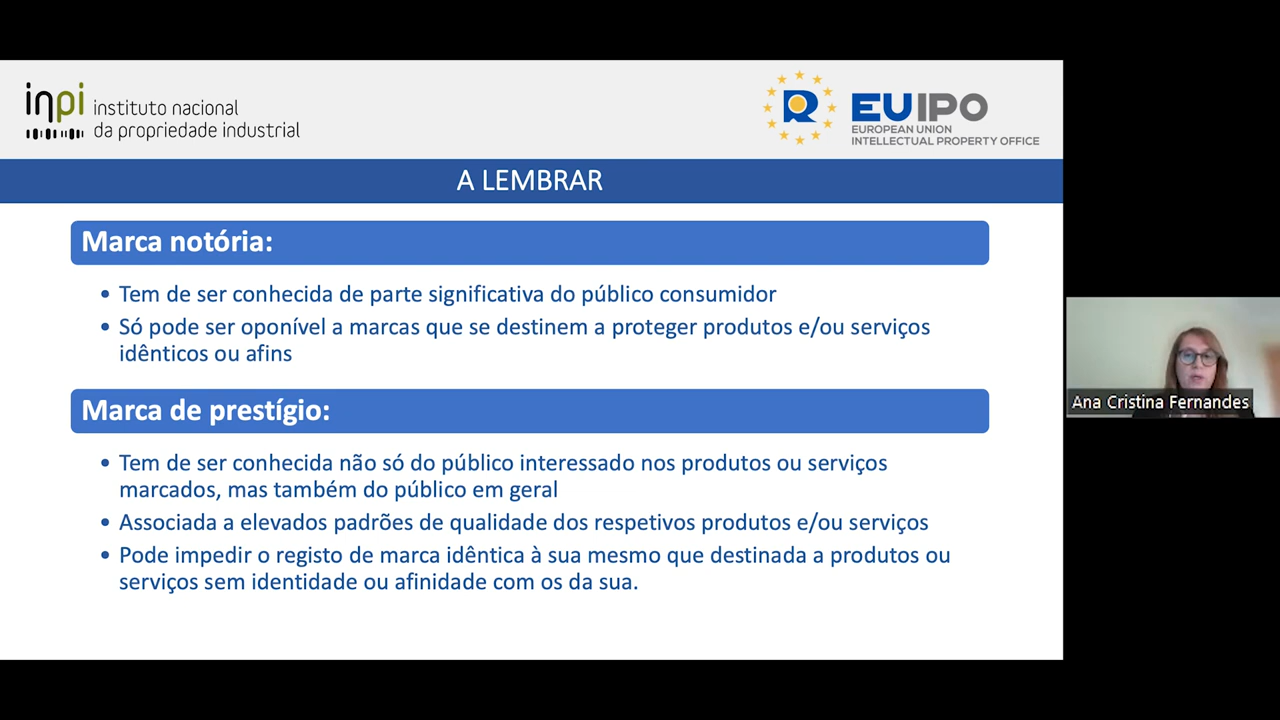 inpi instituto nacional
da propriedade industrial
R
EUIPO
EUROPEAN UNION
INTELLECTUAL PROPERTY OFFICE
A LEMBRAR
Marca notória:
• Tem de ser conhecida de parte significativa do público consumidor
• Só pode ser oponível a marcas que se destinem a proteger produtos e/ou serviços
idênticos ou afins
Marca de prestígio:
• Tem de ser conhecida não só do público interessado nos produtos ou serviços
marcados, mas também do público em geral
• Associada a elevados padrões de qualidade dos respetivos produtos e/ou serviços
• Pode impedir o registo de marca idêntica à sua mesmo que destinada a produtos ou
serviços sem identidade ou afinidade com os da sua.
Ana Cristina Fernandes